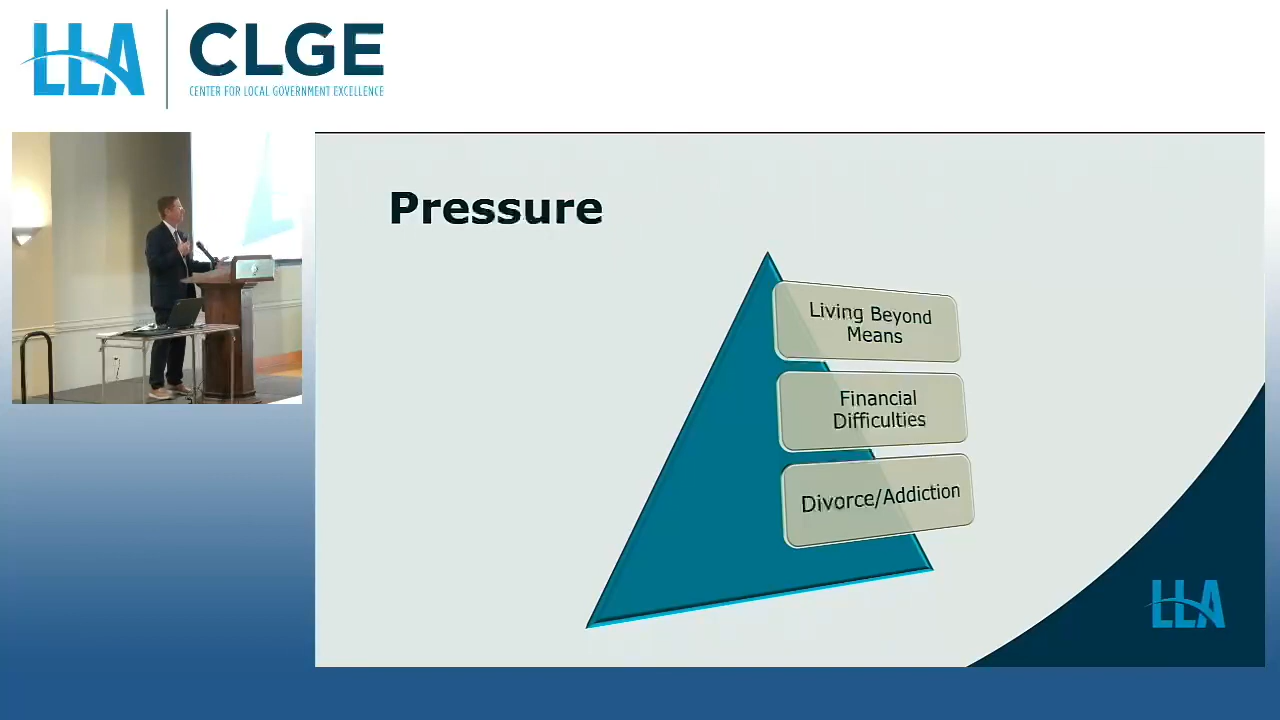 LLA
CLGE
CENTER FOR LOCAL GOVERNMENT EXCELLENCE
Pressure
Living Beyond
Means
Financial
Difficulties
Divorce/Addiction
LLA